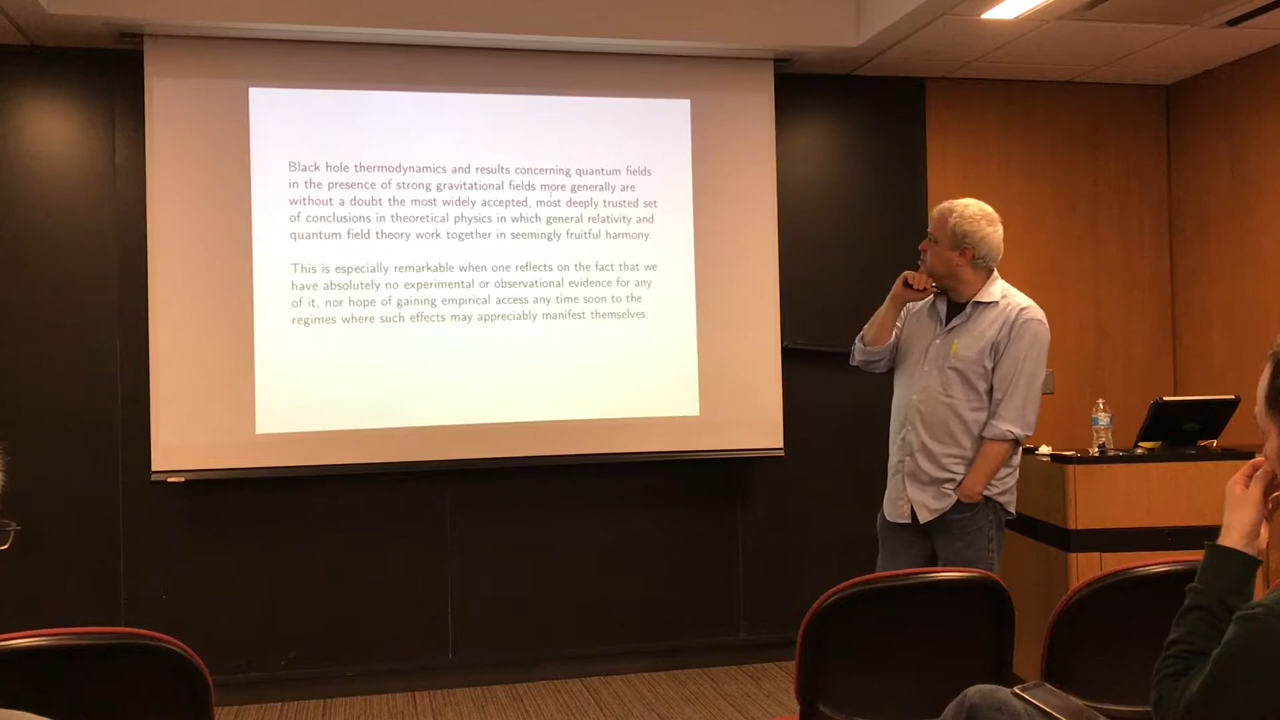 Black hole thermodynamics and results concerning quantum fields
in the presence of strong gravitational fields more generally are
without a doubt the most widely accepted, most deeply trusted set
of conclusions in theoretical physics in which general relativity and
quantum field theory work together in seemingly fruitful harmony.
This is especially remarkable when one reflects on the fact that we
have absolutely no experimental or observational evidence for any
of it, nor hope of gaining empirical access any time soon to the
regimes where such effects may appreciably manifest themselves.